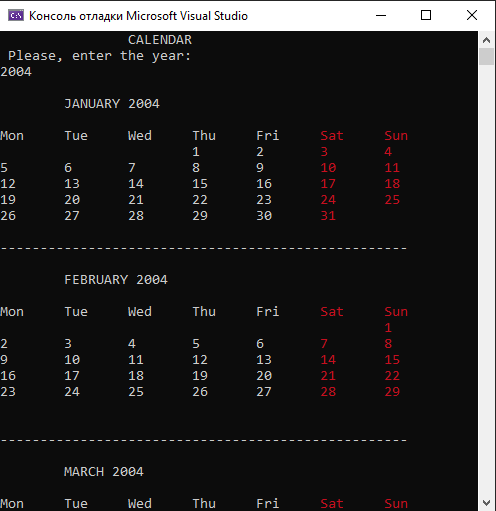 Консоль отладки Microsoft Visual Studio
CALENDAR
Please, enter the year:
2004
JANUARY 2004
Mon Tue Wed Thu Fri Sat Sun
1 2 3 4
5 6 7 8 9 10 11
12 13 14 15 16 17 18
19 20 21 22 23 24 25
26 27 28 29 30 31
---------------------------------------------------
FEBRUARY 2004
Mon Tue Wed Thu Fri Sat Sun
1
2 3 4 5 6 7 8
9 10 11 12 13 14 15
16 17 18 19 20 21 22
23 24 25 26 27 28 29
---------------------------------------------------
MARCH 2004
Mon Tue Wed Thu Fri Sat Sun